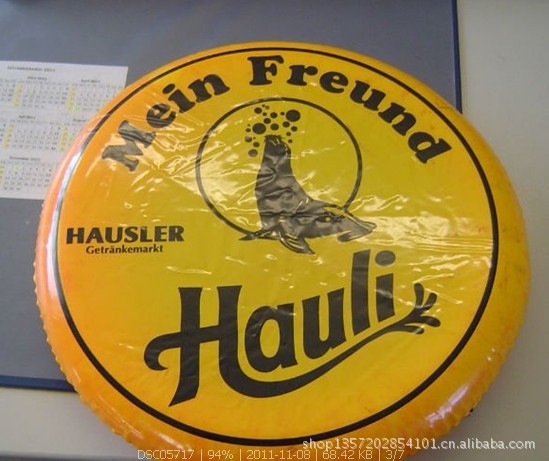 Mein Freund
HAUSLER
Getränkemarkt
Hauli
shop1357202854101.cn.alibaba.com
DSC05717 | 94% | 2011-11-08 | 68.42 KB | 3/7